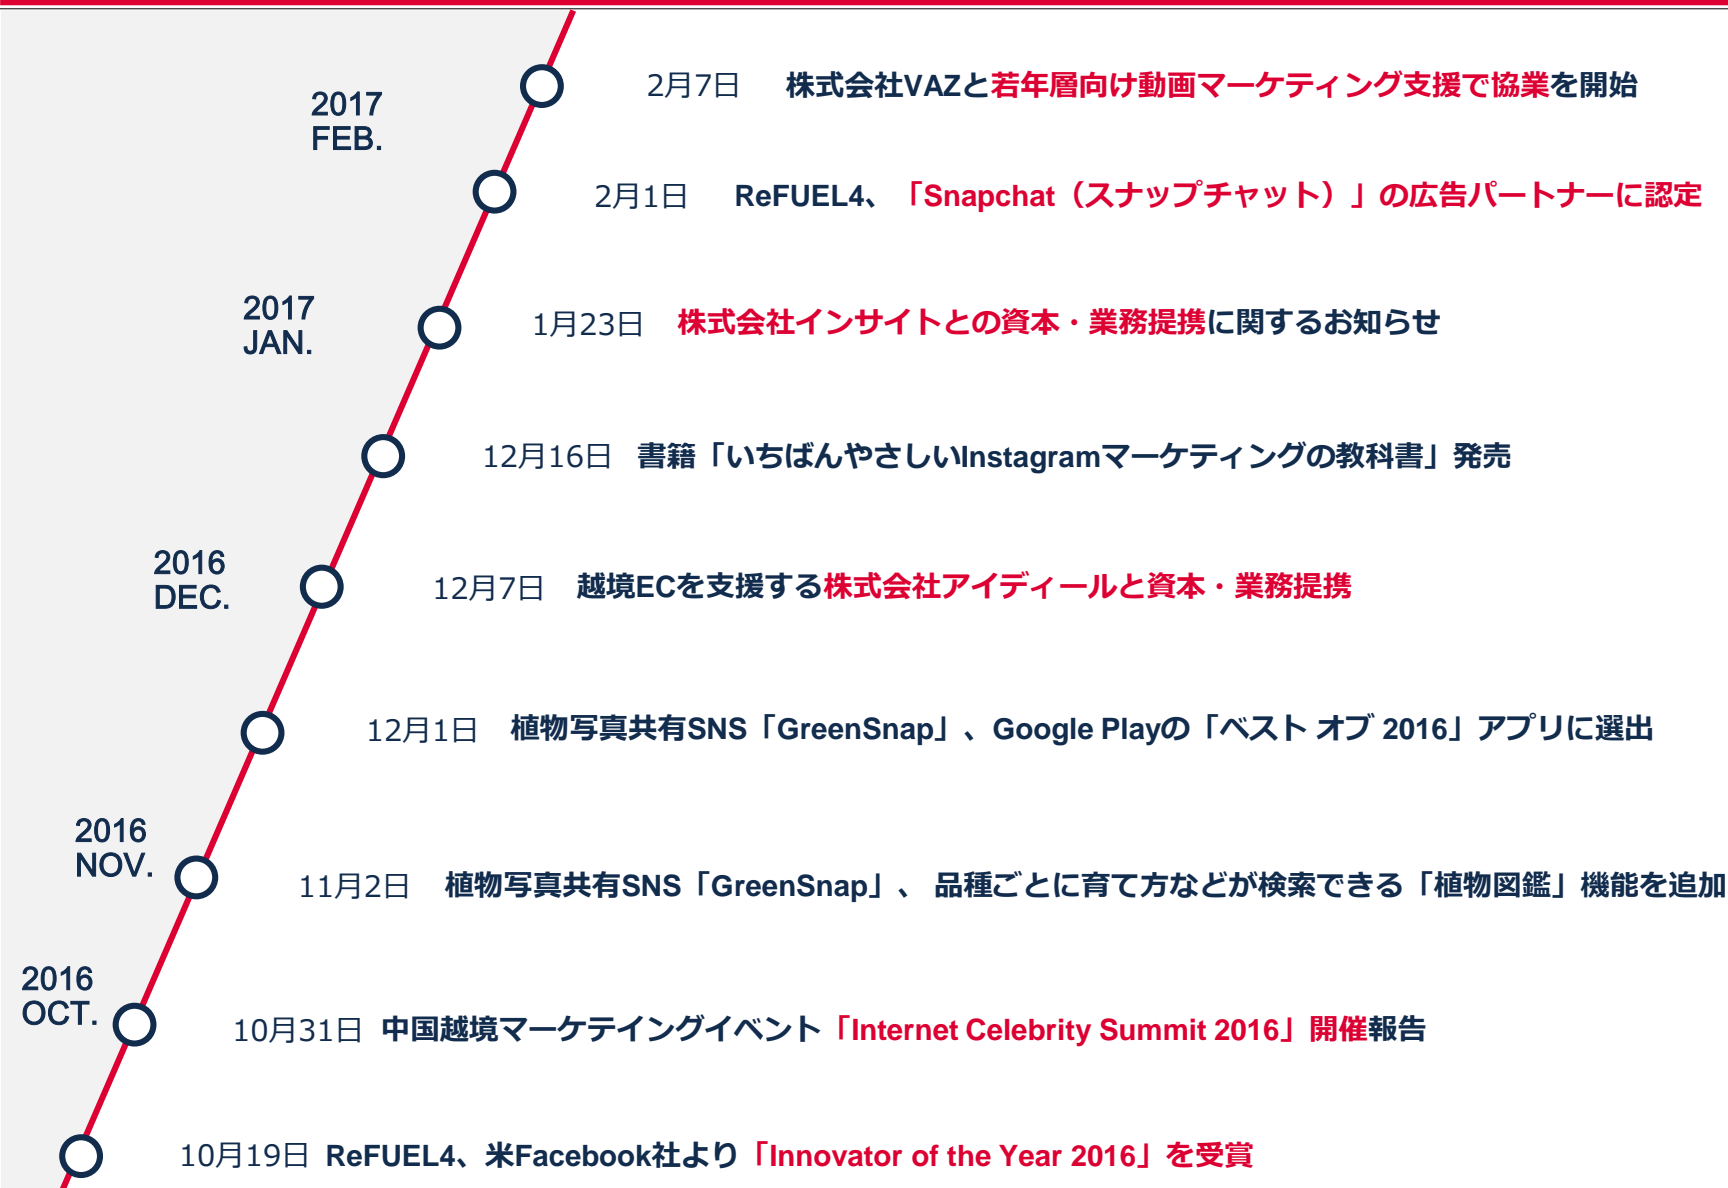 2月7日 株式会社VAZと若年層向け動画マーケティング支援で協業を開始
2017
FEB.
2月1日 ReFUEL4、「Snapchat（スナップチャット）」の広告パートナーに認定
2017
JAN.
1月23日 株式会社インサイトとの資本・業務提携に関するお知らせ
12月16日 書籍「いちばんやさしいInstagramマーケティングの教科書」発売
2016
DEC.
12月7日 越境ECを支援する株式会社アイディールと資本・業務提携
12月1日 植物写真共有SNS「GreenSnap」、Google Playの「ベスト オブ 2016」アプリに選出
2016
NOV.
11月2日 植物写真共有SNS「GreenSnap」、 品種ごとに育て方などが検索できる「植物図鑑」機能を追加
2016
OCT.
10月31日 中国越境マーケテイングイベント「Internet Celebrity Summit 2016」開催報告
10月19日 ReFUEL4、米Facebook社より「Innovator of the Year 2016」を受賞